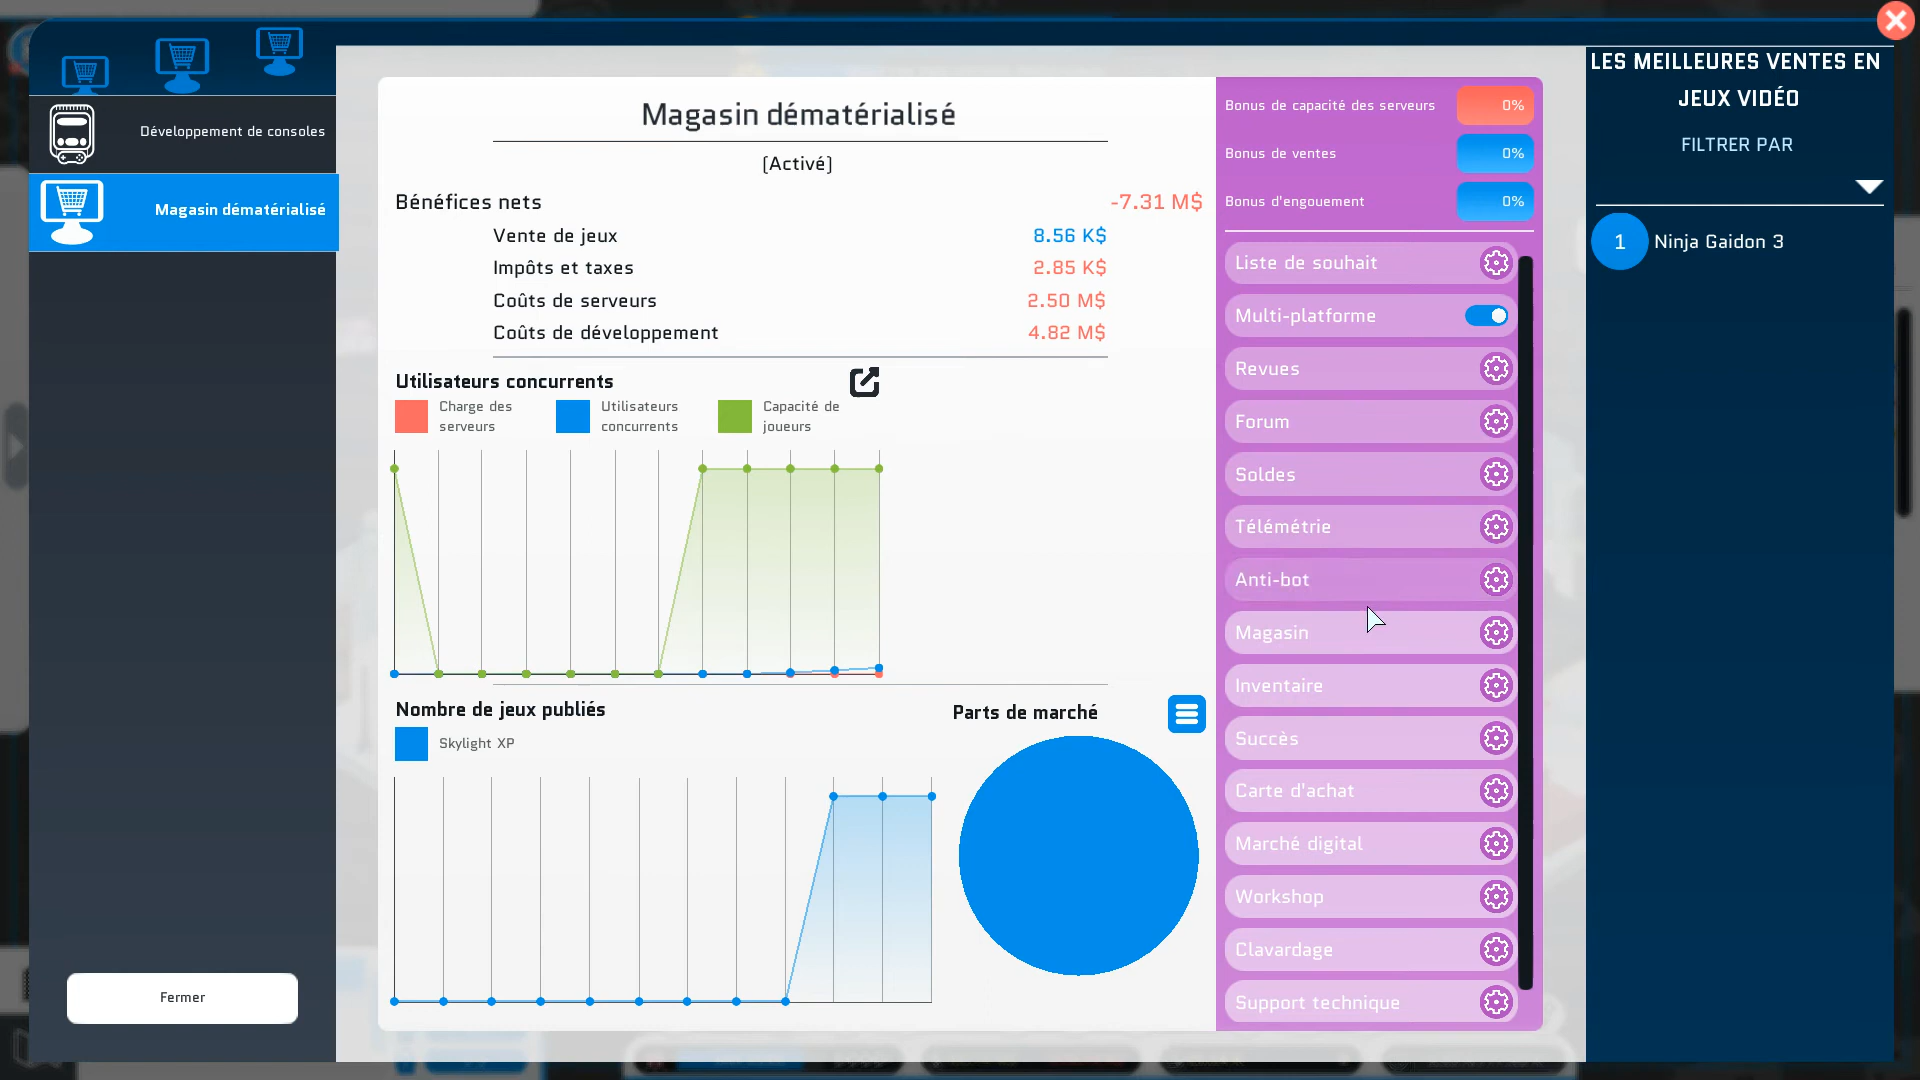 Développement de consoles
Magasin dématérialisé
Fermer
Magasin dématérialisé
(Activé)
Bénéfices nets -7.31 M$
Vente de jeux 8.56 K$
Impôts et taxes 2.85 K$
Coûts de serveurs 2.50 M$
Coûts de développement 4.82 M$
Utilisateurs concurrents
Charge des serveurs
Utilisateurs concurrents
Capacité de joueurs
Nombre de jeux publiés
Skylight XP
Parts de marché
Bonus de capacité des serveurs 0%
Bonus de ventes 0%
Bonus d'engouement 0%
Liste de souhait
Multi-platforme
Revues
Forum
Soldes
Télémétrie
Anti-bot
Magasin
Inventaire
Succès
Carte d'achat
Marché digital
Workshop
Clavardage
Support technique
LES MEILLEURES VENTES EN
JEUX VIDÉO
FILTRER PAR
1 Ninja Gaidon 3